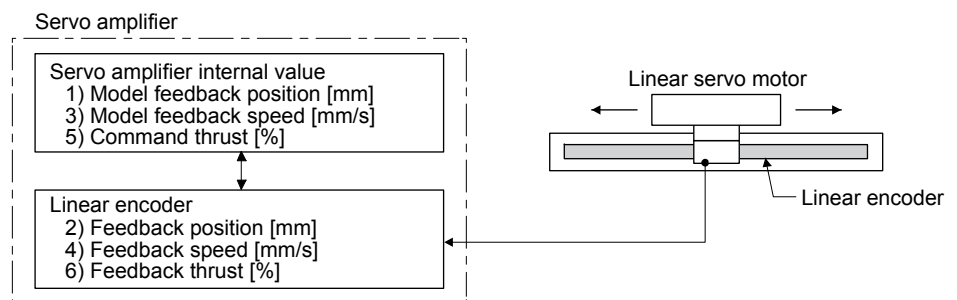 Servo amplifier
Servo amplifier internal value
1) Model feedback position [mm]
3) Model feedback speed [mm/s]
5) Command thrust [%]
Linear encoder
2) Feedback position [mm]
4) Feedback speed [mm/s]
6) Feedback thrust [%]
Linear servo motor
Linear encoder